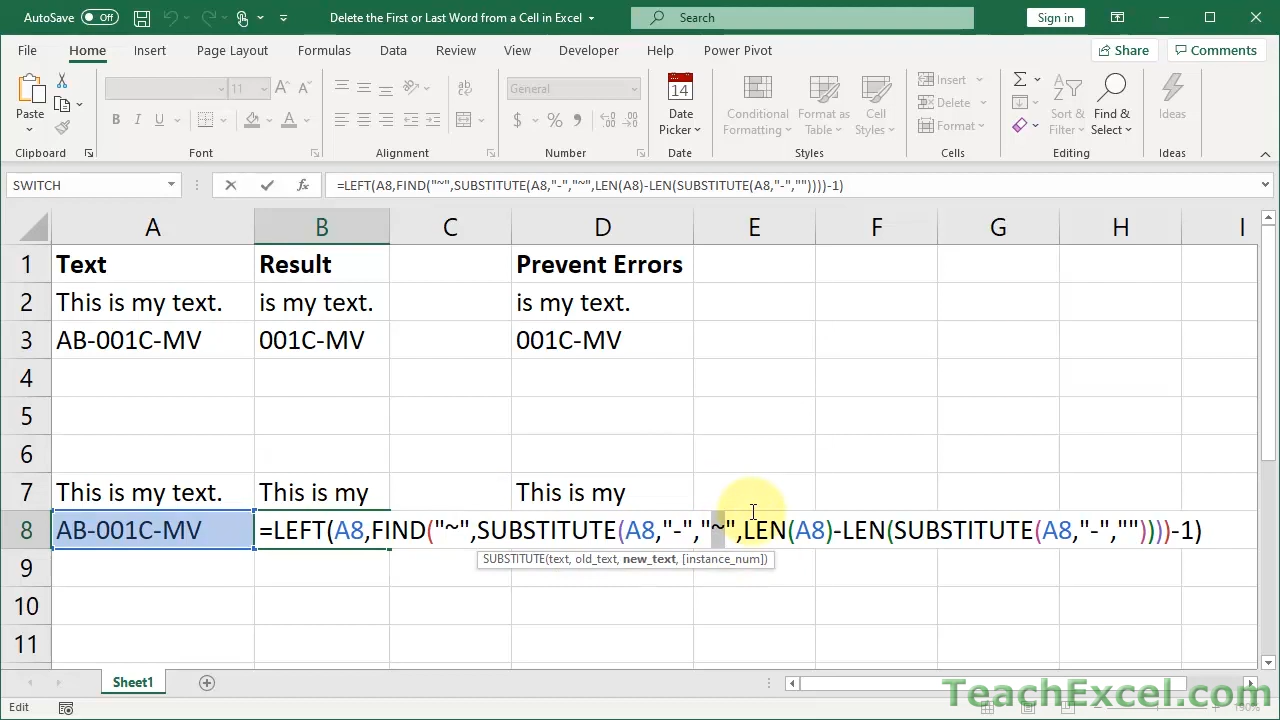 AutoSave Off Delete the First or Last Word from a Cell in Excel Search Sign in
File Home Insert Page Layout Formulas Data Review View Developer Help Power Pivot Share Comments
Paste
11 A A ab
B I U A
General
$ % 9
14
Date
Picker
Conditional
Formatting
Format as
Table
Cell
Styles
Insert
Delete
Format
Sort &
Filter
Find &
Select
Ideas
Clipboard Font Alignment Number Date Styles Cells Editing Ideas
SWITCH fx =LEFT(A8,FIND("~",SUBSTITUTE(A8,"-","~",LEN(A8)-LEN(SUBSTITUTE(A8,"-",""))))-1)
A B C D E F G H I
1 Text Result Prevent Errors
2 This is my text. is my text. is my text.
3 AB-001C-MV 001C-MV 001C-MV
4
5
6
7 This is my text. This is my This is my
8 AB-001C-MV =LEFT(A8,FIND("~",SUBSTITUTE(A8,"-","~",LEN(A8)-LEN(SUBSTITUTE(A8,"-",""))))-1)
SUBSTITUTE(text, old_text, new_text, [instance_num])
9
10
11
Sheet1
Edit
TeachExcel.com
190%